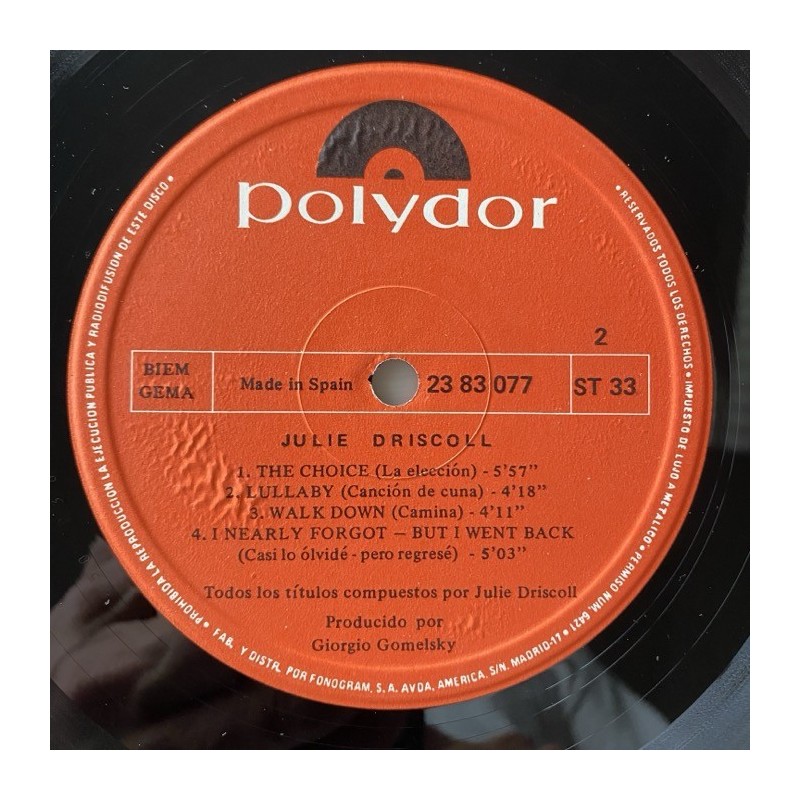 polydor
2
BIEM
GEMA
Made in Spain
23 83 077
ST 33
JULIE DRISCOLL
1. THE CHOICE (La elección) - 5'57"
2. LULLABY (Canción de cuna) - 4'18"
3. WALK DOWN (Camina) - 4'11"
4. I NEARLY FORGOT — BUT I WENT BACK
(Casi lo ólvidé - pero regresé) - 5'03"
Todos los títulos compuestos por Julie Driscoll
Producido por
Giorgio Gomelsky
PROHIBIDA LA REPRODUCCION, LA EJECUCION PUBLICA Y RADIODIFUSION DE ESTE DISCO •
• RESERVADOS TODOS LOS DERECHOS • IMPUESTO DE LUJO A METALICO, PERMISO NUM. 6421 •
• FAB. Y DISTR. POR FONOGRAM, S. A. AVDA. AMERICA, S/N. MADRID-17 •